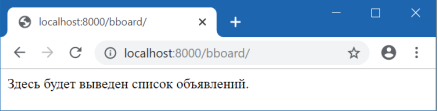 localhost:8000/bboard/
localhost:8000/bboard/
Здесь будет выведен список объявлений.